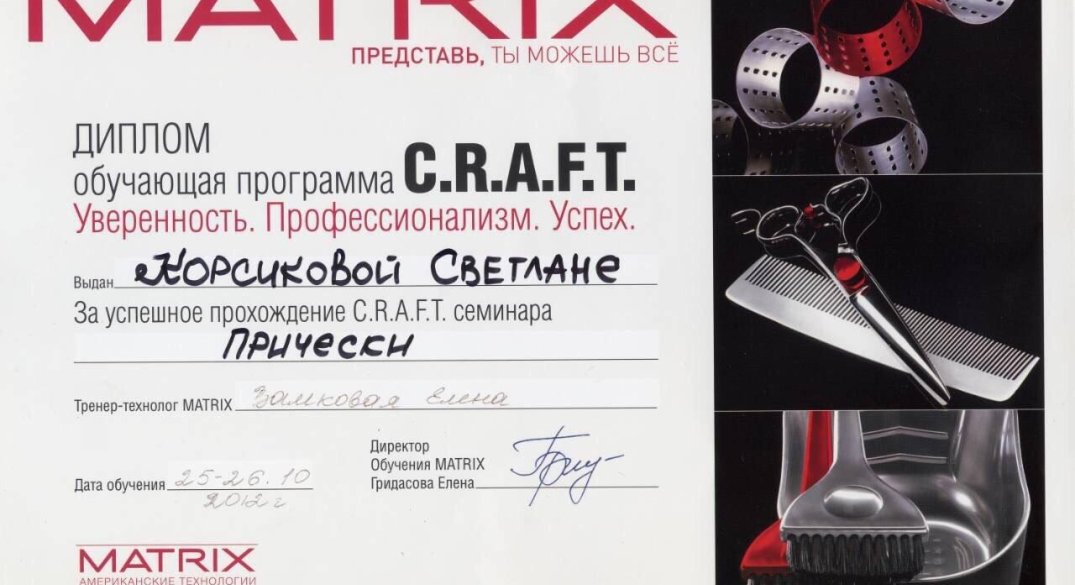 MATRIX
ПРЕДСТАВЬ, ТЫ МОЖЕШЬ ВСЁ
ДИПЛОМ
обучающая программа C.R.A.F.T.
Уверенность. Профессионализм. Успех.
Выдан Корсиковой Светлане
За успешное прохождение C.R.A.F.T. семинара
Прически
Тренер-технолог MATRIX Замковая Елена
Директор
Обучения MATRIX
Гридасова Елена
Дата обучения 25-26.10
2012г
MATRIX
АМЕРИКАНСКИЕ ТЕХНОЛОГИИ